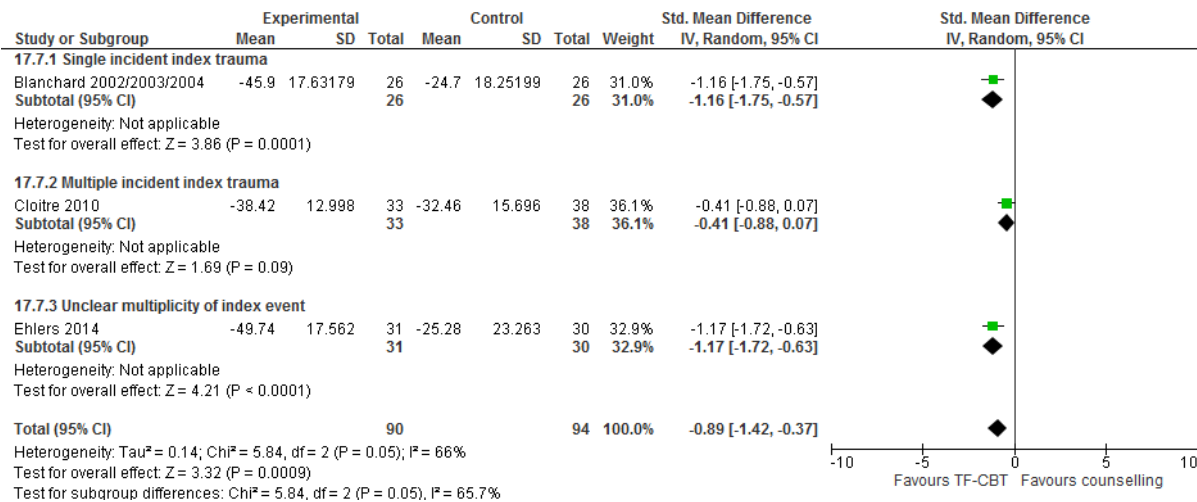 Experimental Control Std. Mean Difference Std. Mean Difference
Study or Subgroup Mean SD Total Mean SD Total Weight IV, Random, 95% CI IV, Random, 95% CI
17.7.1 Single incident index trauma
Blanchard 2002/2003/2004 -45.9 17.63179 26 -24.7 18.25199 26 31.0% -1.16 [-1.75, -0.57]
Subtotal (95% CI) 26 26 31.0% -1.16 [-1.75, -0.57]
Heterogeneity: Not applicable
Test for overall effect: Z = 3.86 (P = 0.0001)
17.7.2 Multiple incident index trauma
Cloitre 2010 -38.42 12.998 33 -32.46 15.696 38 36.1% -0.41 [-0.88, 0.07]
Subtotal (95% CI) 33 38 36.1% -0.41 [-0.88, 0.07]
Heterogeneity: Not applicable
Test for overall effect: Z = 1.69 (P = 0.09)
17.7.3 Unclear multiplicity of index event
Ehlers 2014 -49.74 17.562 31 -25.28 23.263 30 32.9% -1.17 [-1.72, -0.63]
Subtotal (95% CI) 31 30 32.9% -1.17 [-1.72, -0.63]
Heterogeneity: Not applicable
Test for overall effect: Z = 4.21 (P < 0.0001)
Total (95% CI) 90 94 100.0% -0.89 [-1.42, -0.37]
Heterogeneity: Tau² = 0.14; Chi² = 5.84, df = 2 (P = 0.05); I² = 66%
Test for overall effect: Z = 3.32 (P = 0.0009)
Test for subgroup differences: Chi² = 5.84, df = 2 (P = 0.05), I² = 65.7%
-10 -5 0 5 10
Favours TF-CBT Favours counselling